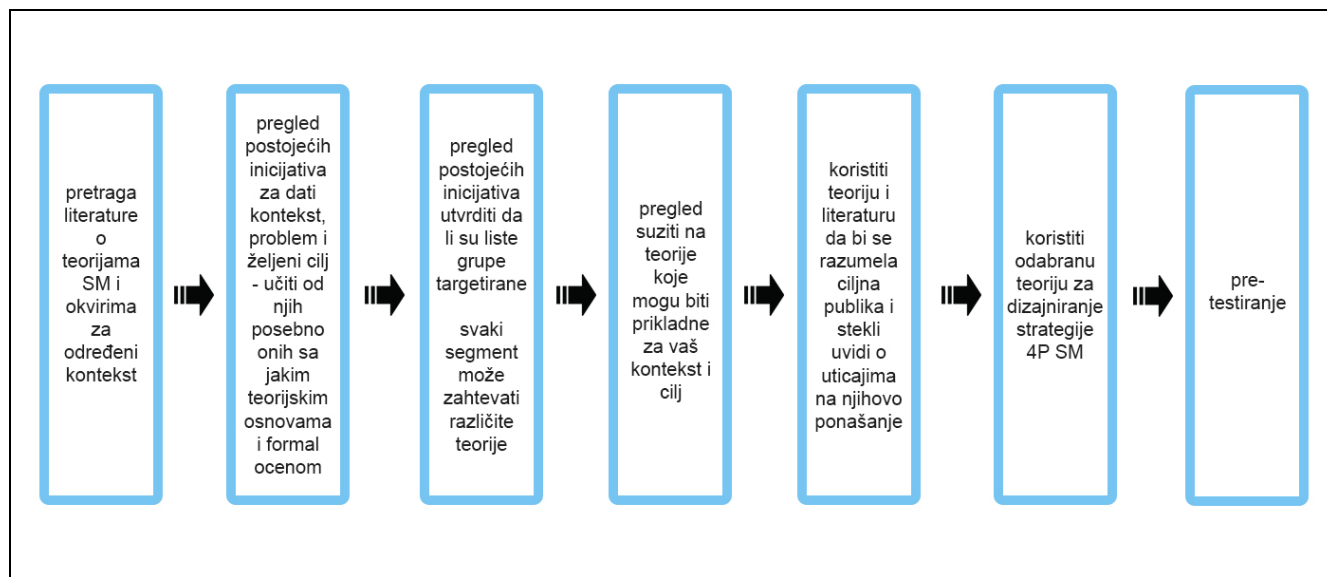 pretraga
literature
o
teorijama
SM i
okvirima
za
određeni
kontekst
pregled
postojećih
inicijativa
za dati
kontekst,
problem i
željeni cilj
- učiti od
njih
posebno
onih sa
jakim
teorijskim
osnovama
i formal
ocenom
pregled
postojećih
inicijativa
utvrditi da
li su liste
grupe
targetirane
svaki
segment
može
zahtevati
različite
teorije
pregled
suziti na
teorije
koje
mogu biti
prikladne
za vaš
kontekst i
cilj
koristiti
teoriju i
literaturu
da bi se
razumela
ciljna
publika i
stekli
uvidi o
uticajima
na njihovo
ponašanje
koristiti
odabranu
teoriju za
dizajniranje
strategije
4P SM
pre-
testiranje